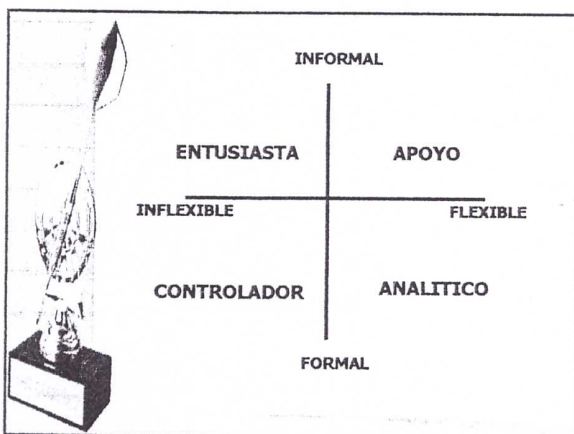 INFORMAL
ENTUSIASTA APOYO
INFLEXIBLE FLEXIBLE
CONTROLADOR ANALITICO
FORMAL